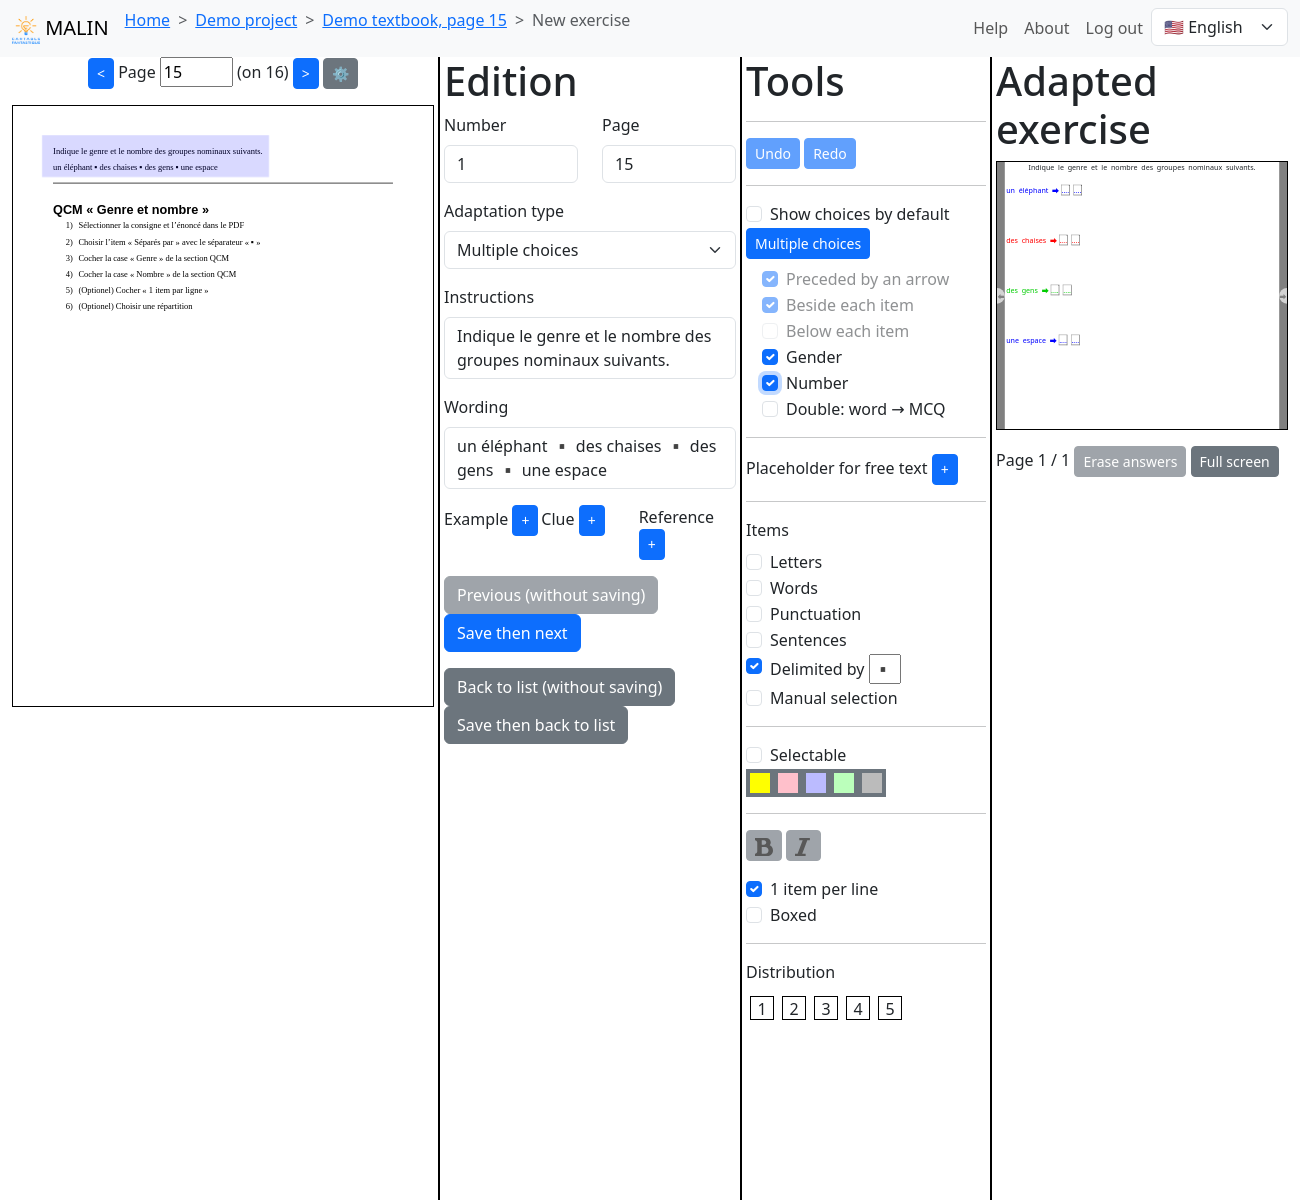 MALIN
Home > Demo project > Demo textbook, page 15 > New exercise
Help About Log out 🇺🇸 English
< Page 15 (on 16) > ⚙️
Indique le genre et le nombre des groupes nominaux suivants.
un éléphant ▪ des chaises ▪ des gens ▪ une espace
QCM « Genre et nombre »
1) Sélectionner la consigne et l'énoncé dans le PDF
2) Choisir l'item « Séparés par » avec le séparateur « ▪ »
3) Cocher la case « Genre » de la section QCM
4) Cocher la case « Nombre » de la section QCM
5) (Optionel) Cocher « 1 item par ligne »
6) (Optionel) Choisir une répartition
Edition
Number
Page
1
15
Adaptation type
Multiple choices
Instructions
Indique le genre et le nombre des
groupes nominaux suivants.
Wording
un éléphant ▪ des chaises ▪ des
gens ▪ une espace
Example + Clue + Reference
+
Previous (without saving)
Save then next
Back to list (without saving)
Save then back to list
Tools
Undo Redo
Show choices by default
Multiple choices
Preceded by an arrow
Beside each item
Below each item
Gender
Number
Double: word → MCQ
Placeholder for free text +
Items
Letters
Words
Punctuation
Sentences
Delimited by ▪
Manual selection
Selectable
B I
1 item per line
Boxed
Distribution
1 2 3 4 5
Adapted
exercise
Indique le genre et le nombre des groupes nominaux suivants.
un éléphant ➡ .... ....
des chaises ➡ .... ....
des gens ➡ .... ....
une espace ➡ .... ....
Page 1 / 1 Erase answers Full screen